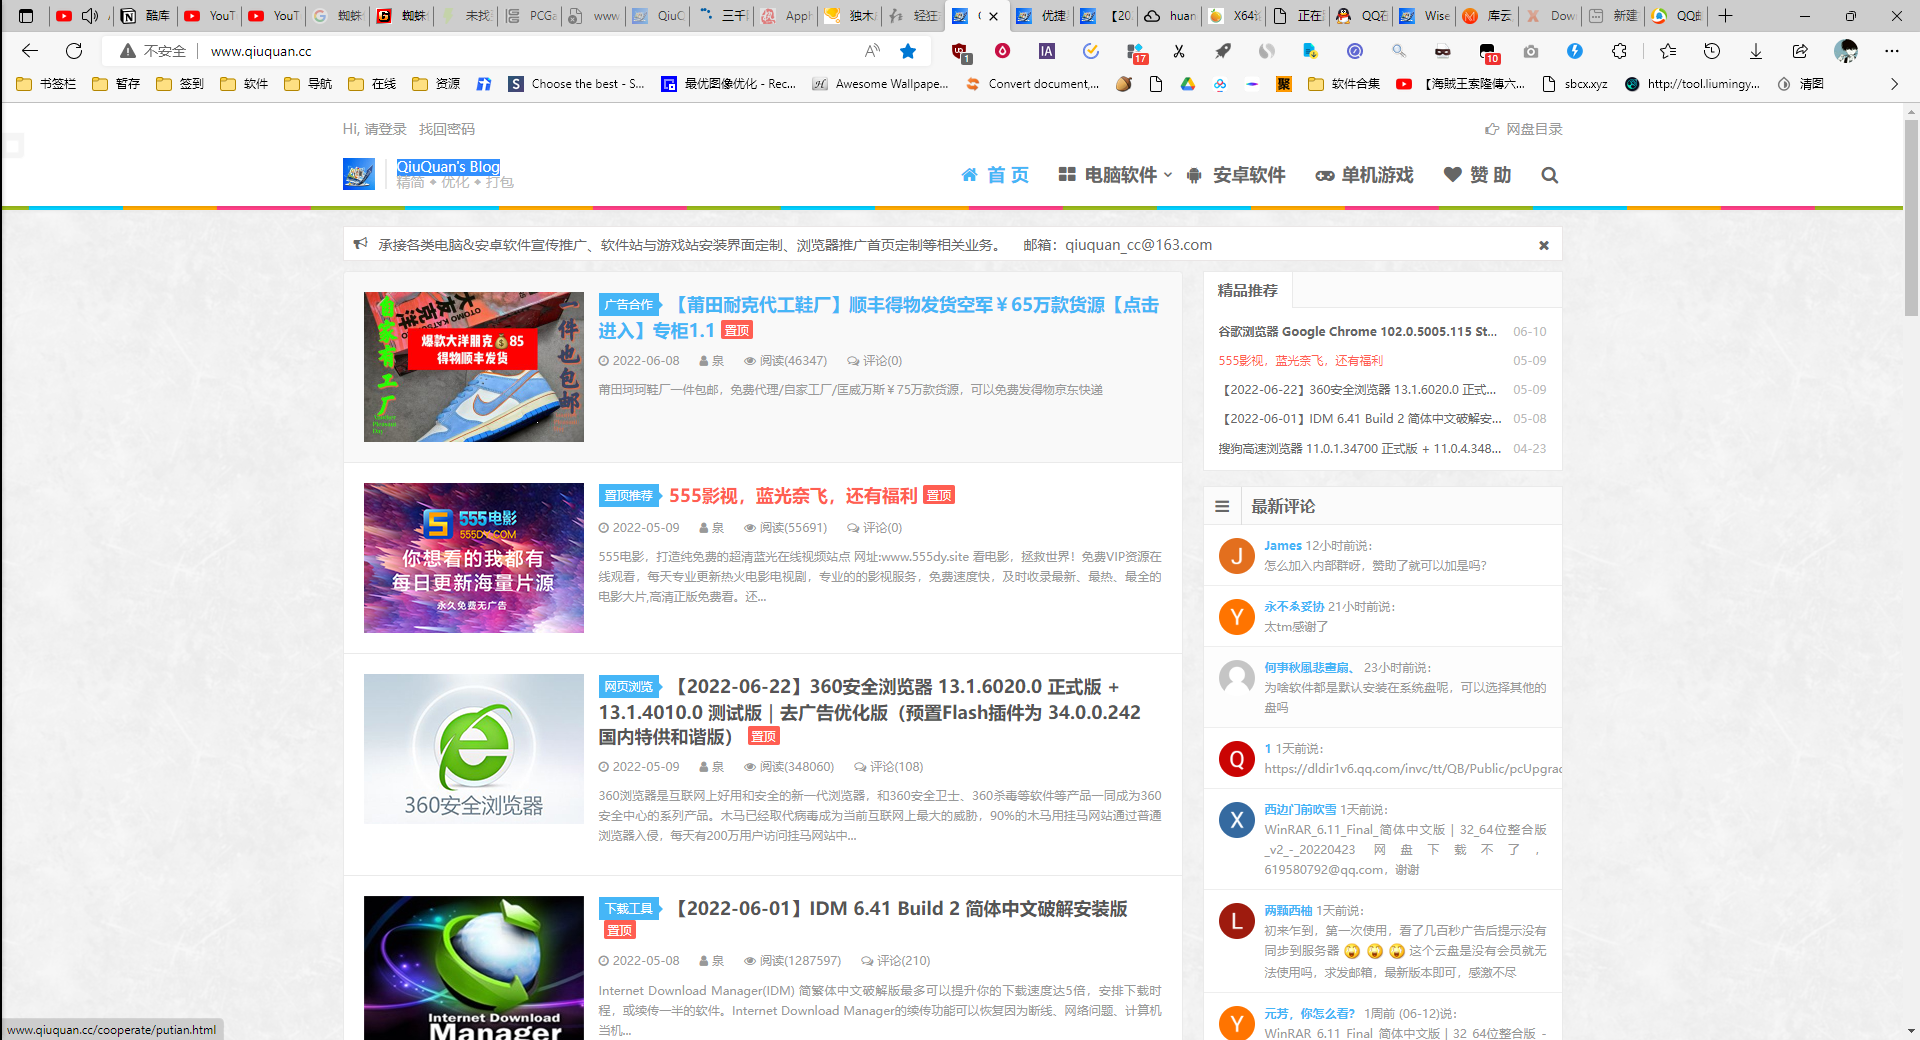 酷库
YouT
YouT
蜘蛛
蜘蛛
未找
PCGa
www
QiuQ
三千
Apph
独木
轻狂
优捷
【20
huan
X64
正在
QQ在
Wise
库云
Dow
新建
QQ邮
不安全
www.qiuquan.cc
1
17
10
书签栏
暂存
签到
软件
导航
在线
资源
Choose the best - S...
最优图像优化 - Rec...
Awesome Wallpape...
Convert document,...
软件合集
【海贼王索隆傳六...
sbcx.xyz
http://tool.liumingy...
清图
Hi, 请登录 找回密码
网盘目录
QiuQuan's Blog
精简 ✦ 优化 ✦ 打包
首 页
电脑软件
安卓软件
单机游戏
赞 助
承接各类电脑&安卓软件宣传推广、软件站与游戏站安装界面定制、浏览器推广首页定制等相关业务。 邮箱：qiuquan_cc@163.com
自家有工厂
一件也包邮
爆款大洋朋克💰85
得物顺丰发货
广告合作
【莆田耐克代工鞋厂】顺丰得物发货空军￥65万款货源【点击
进入】专柜1.1 置顶
2022-06-08 泉 阅读(46347) 评论(0)
莆田珂珂鞋厂一件包邮，免费代理/自家工厂/匡威万斯￥75万款货源，可以免费发得物京东快递
555电影
555DY.COM
你想看的我都有
每日更新海量片源
永久免费无广告
置顶推荐
555影视，蓝光奈飞，还有福利 置顶
2022-05-09 泉 阅读(55691) 评论(0)
555电影，打造纯免费的超清蓝光在线视频站点 网址:www.555dy.site 看电影，拯救世界！免费VIP资源在
线观看，每天专业更新热火电影电视剧，专业的的影视服务，免费速度快，及时收录最新、最热、最全的
电影大片,高清正版免费看。还...
360安全浏览器
网页浏览
【2022-06-22】360安全浏览器 13.1.6020.0 正式版 +
13.1.4010.0 测试版 | 去广告优化版（预置Flash插件为 34.0.0.242
国内特供和谐版） 置顶
2022-05-09 泉 阅读(348060) 评论(108)
360浏览器是互联网上好用和安全的新一代浏览器，和360安全卫士、360杀毒等软件等产品一同成为360
安全中心的系列产品。木马已经取代病毒成为当前互联网上最大的威胁，90%的木马用挂马网站通过普通
浏览器入侵，每天有200万用户访问挂马网站中...
Internet Download
Manager
下载工具
【2022-06-01】IDM 6.41 Build 2 简体中文破解安装版
置顶
2022-05-08 泉 阅读(1287597) 评论(210)
Internet Download Manager(IDM) 简繁体中文破解版最多可以提升你的下载速度达5倍，安排下载时
程，或续传一半的软件。Internet Download Manager的续传功能可以恢复因为断线、网络问题、计算机
当机...
精品推荐
谷歌浏览器 Google Chrome 102.0.5005.115 St... 06-10
555影视，蓝光奈飞，还有福利 05-09
【2022-06-22】360安全浏览器 13.1.6020.0 正式... 05-09
【2022-06-01】IDM 6.41 Build 2 简体中文破解安... 05-08
搜狗高速浏览器 11.0.1.34700 正式版 + 11.0.4.348... 04-23
最新评论
J
James 12小时前说：
怎么加入内部群呀，赞助了就可以加是吗？
Y
永不夲妥协 21小时前说：
太tm感谢了
何亊秋風悲畫扇、 23小时前说：
为啥软件都是默认安装在系统盘呢，可以选择其他的
盘吗
Q
1 1天前说：
https://dldir1v6.qq.com/invc/tt/QB/Public/pcUpgrad
X
西边门前吹雪 1天前说：
WinRAR_6.11_Final_简体中文版 | 32_64位整合版
_v2_-_20220423 网盘下载不了，
619580792@qq.com，谢谢
L
两颗西柚 1天前说：
初来乍到，第一次使用，看了几百秒广告后提示没有
同步到服务器 🙄 🙄 🙄 这个云盘是没有会员就无
法使用吗，求发邮箱，最新版本即可，感激不尽
Y
元芳，你怎么看？ 1周前 (06-12)说：
WinRAR_6.11_Final_简体中文版 | 32_64位整合版 -
www.qiuquan.cc/cooperate/putian.html